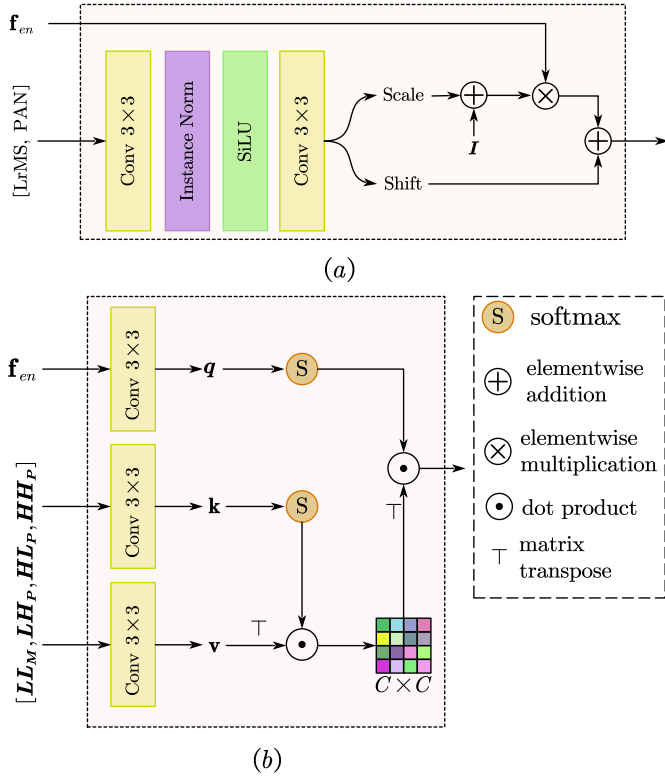 f_en
[LrMS, PAN]
Conv 3×3
Instance Norm
SiLU
Conv 3×3
Scale
I
Shift
(a)
f_en
[LL_M, LH_P, HL_P, HH_P]
Conv 3×3
q
S
Conv 3×3
k
S
Conv 3×3
v
⊤
⊤
C × C
(b)
S softmax
elementwise
addition
elementwise
multiplication
dot product
⊤ matrix
transpose